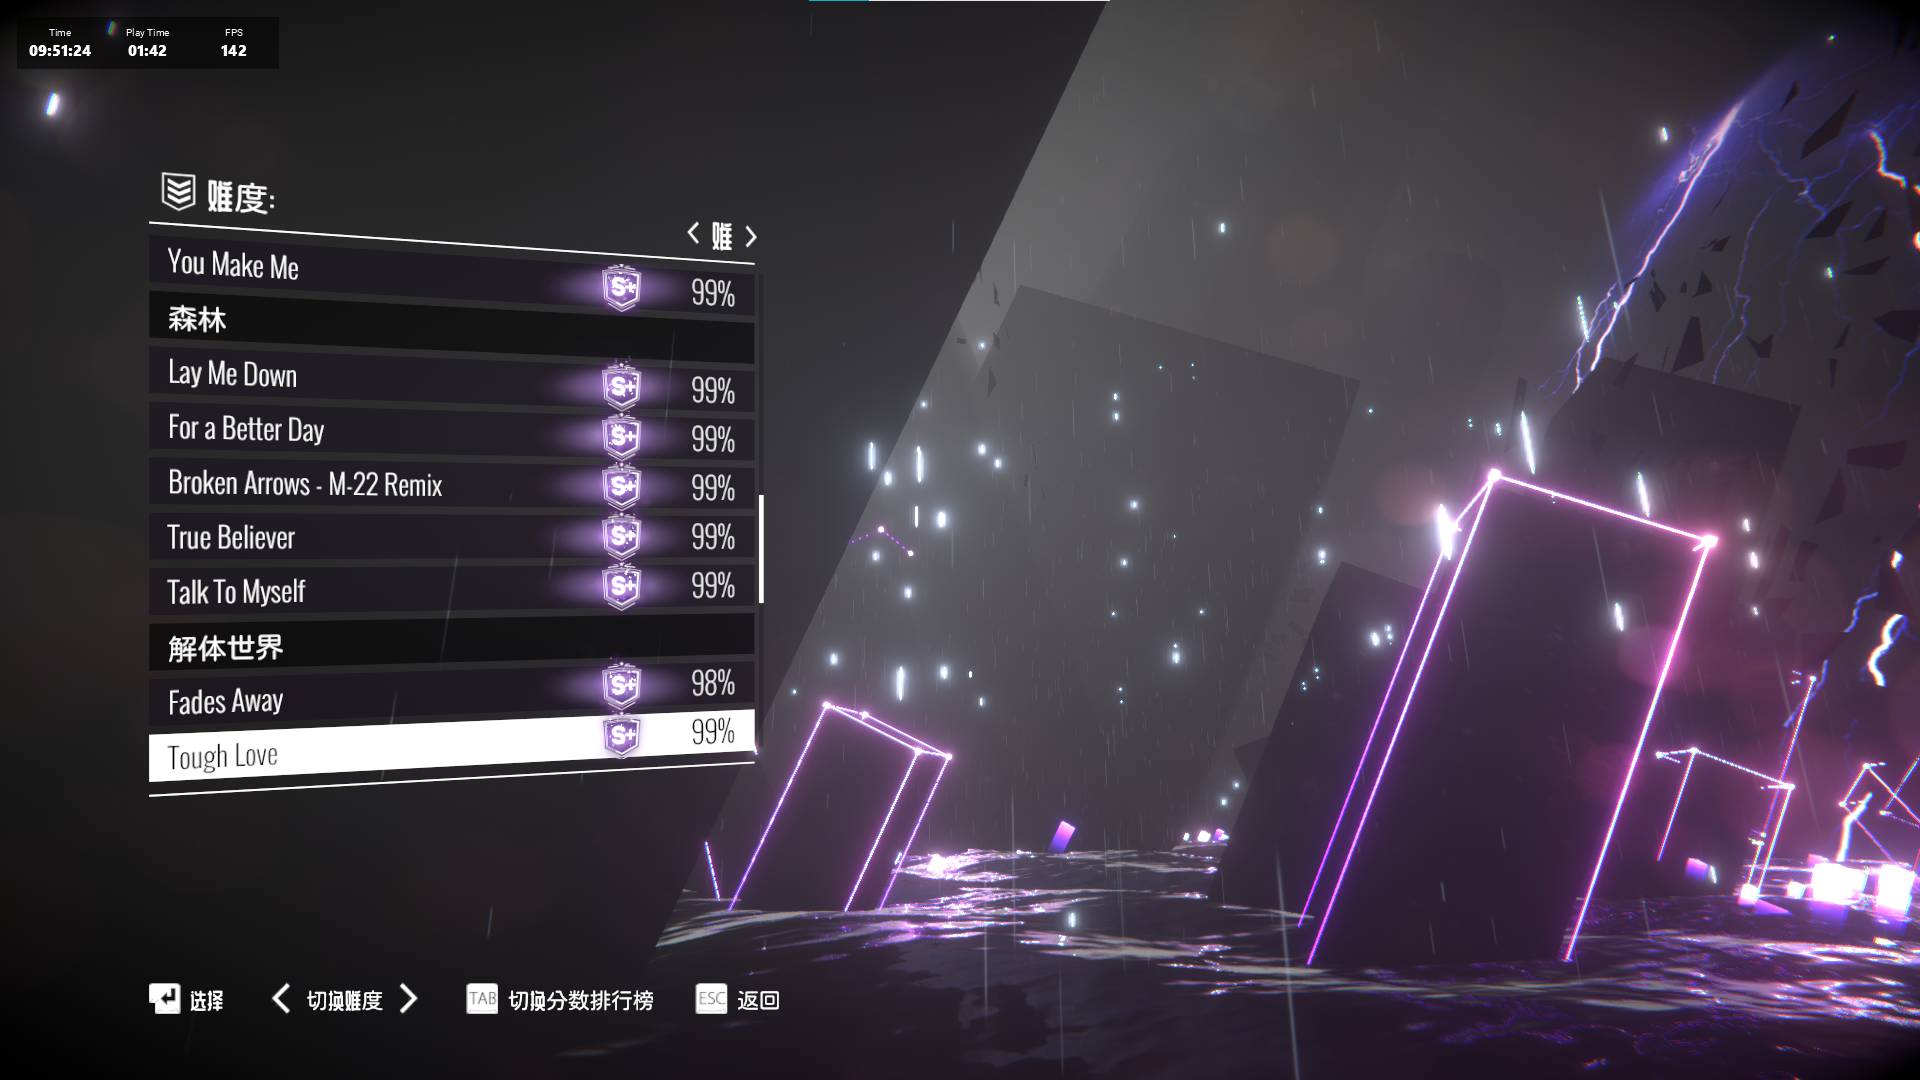 Time Play Time FPS
09:51:24 01:42 142
难度:
难
You Make Me S+ 99%
森林
Lay Me Down S+ 99%
For a Better Day S+ 99%
Broken Arrows - M-22 Remix S+ 99%
True Believer S+ 99%
Talk To Myself S+ 99%
解体世界
Fades Away S+ 98%
Tough Love S+ 99%
选择 切换难度 TAB 切换分数排行榜 ESC 返回